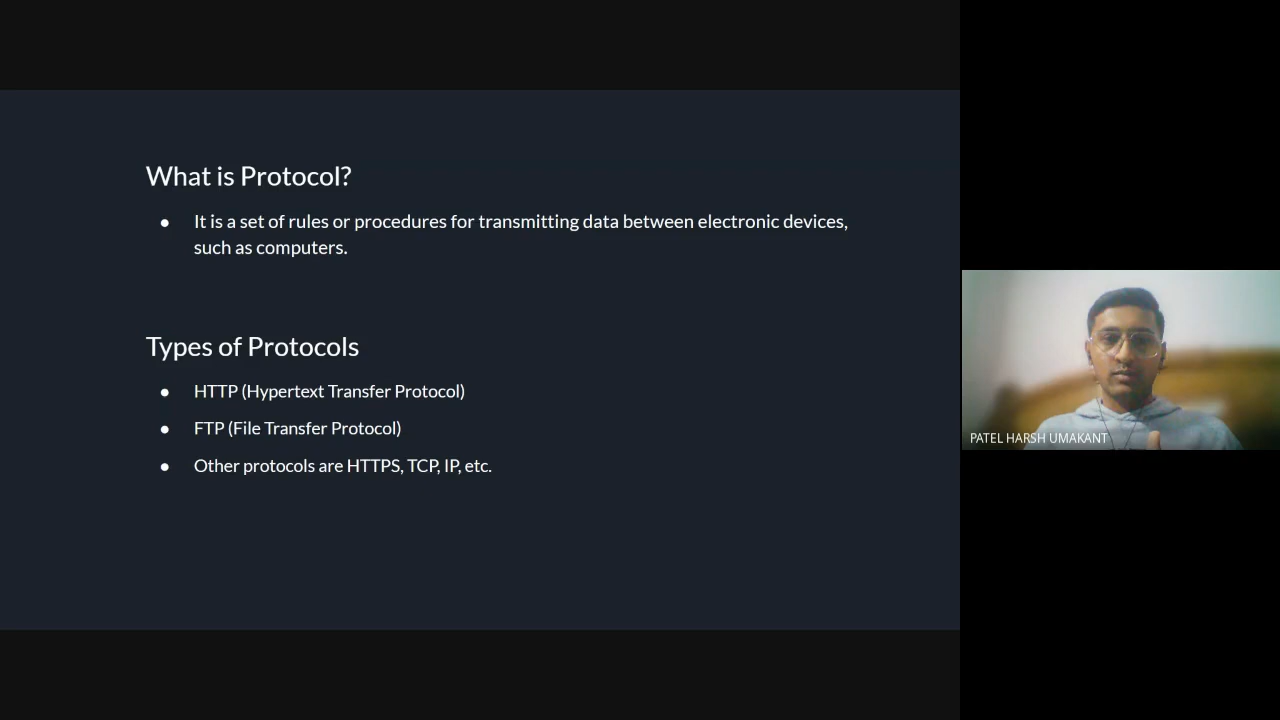 What is Protocol?
● It is a set of rules or procedures for transmitting data between electronic devices,
such as computers.
Types of Protocols
● HTTP (Hypertext Transfer Protocol)
● FTP (File Transfer Protocol)
● Other protocols are HTTPS, TCP, IP, etc.
PATEL HARSH UMAKANT